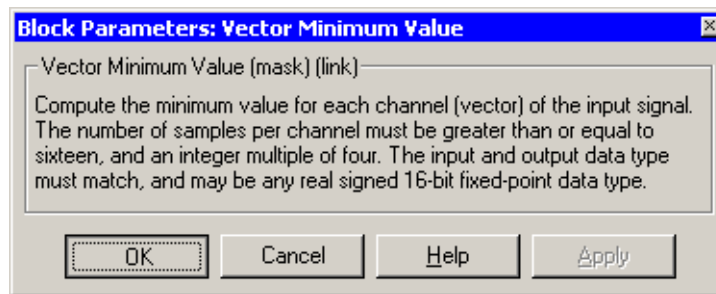 Block Parameters: Vector Minimum Value
Vector Minimum Value (mask) (link)
Compute the minimum value for each channel (vector) of the input signal.
The number of samples per channel must be greater than or equal to
sixteen, and an integer multiple of four. The input and output data type
must match, and may be any real signed 16-bit fixed-point data type.
OK Cancel Help Apply